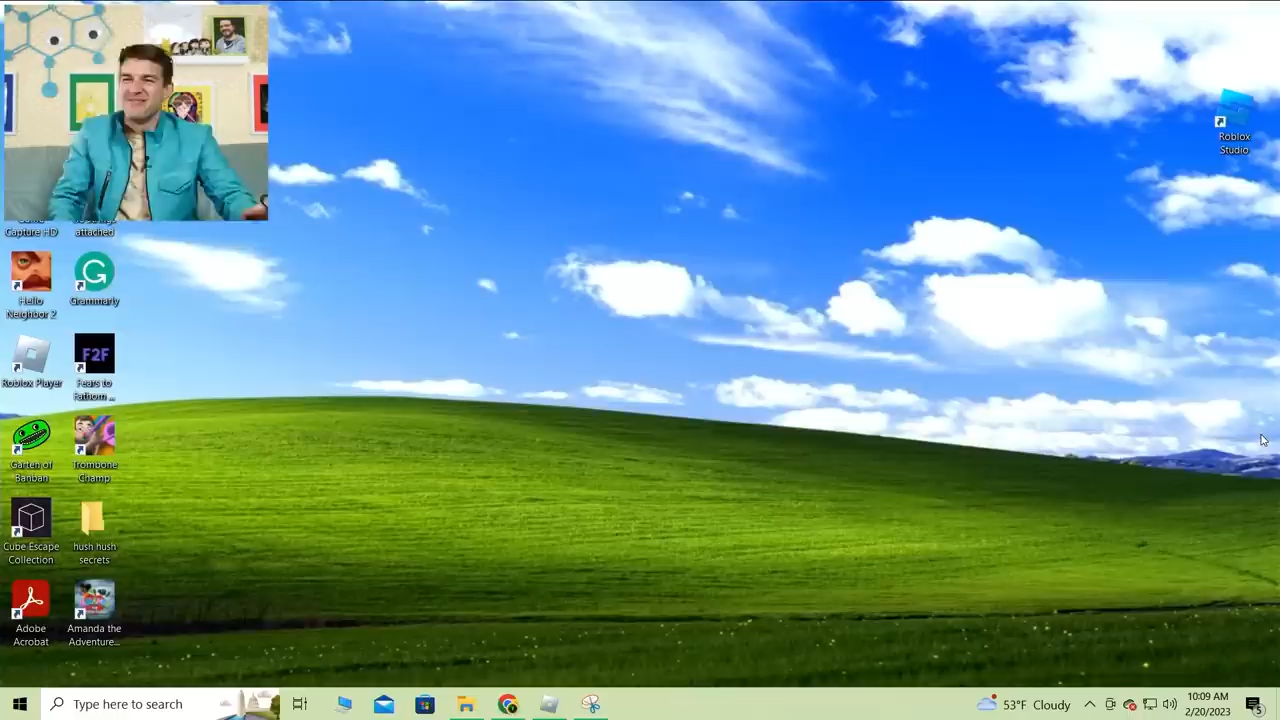 Roblox
Studio
Capture HD
attached
Hello
Neighbor 2
Grammarly
Roblox Player
F2F
Fears to
Fathom ...
Garten of
Banban
Trombone
Champ
Cube Escape
Collection
hush hush
secrets
Adobe
Acrobat
Amanda the
Adventure...
Type here to search
53°F Cloudy
10:09 AM
2/20/2023
5